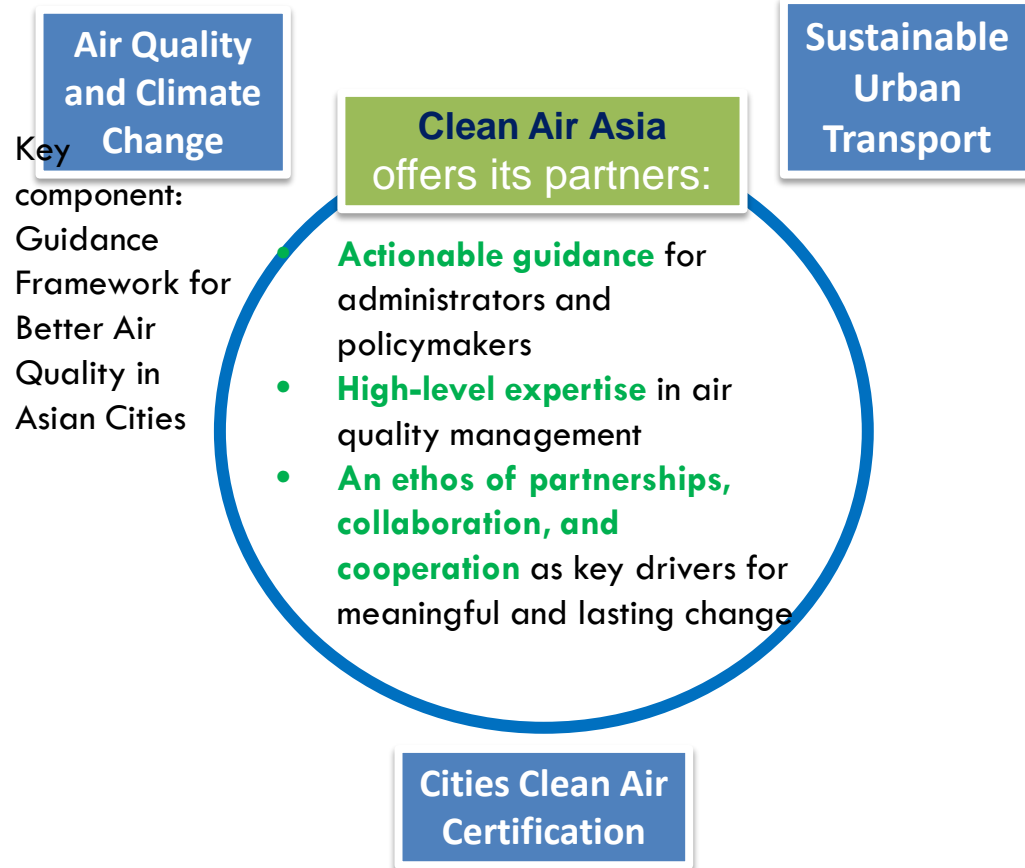 Air Quality
and Climate
Change
Key
component:
Guidance
Framework for
Better Air
Quality in
Asian Cities
Clean Air Asia
offers its partners:
• Actionable guidance for
administrators and
policymakers
• High-level expertise in air
quality management
• An ethos of partnerships,
collaboration, and
cooperation as key drivers for
meaningful and lasting change
Sustainable
Urban
Transport
Cities Clean Air
Certification